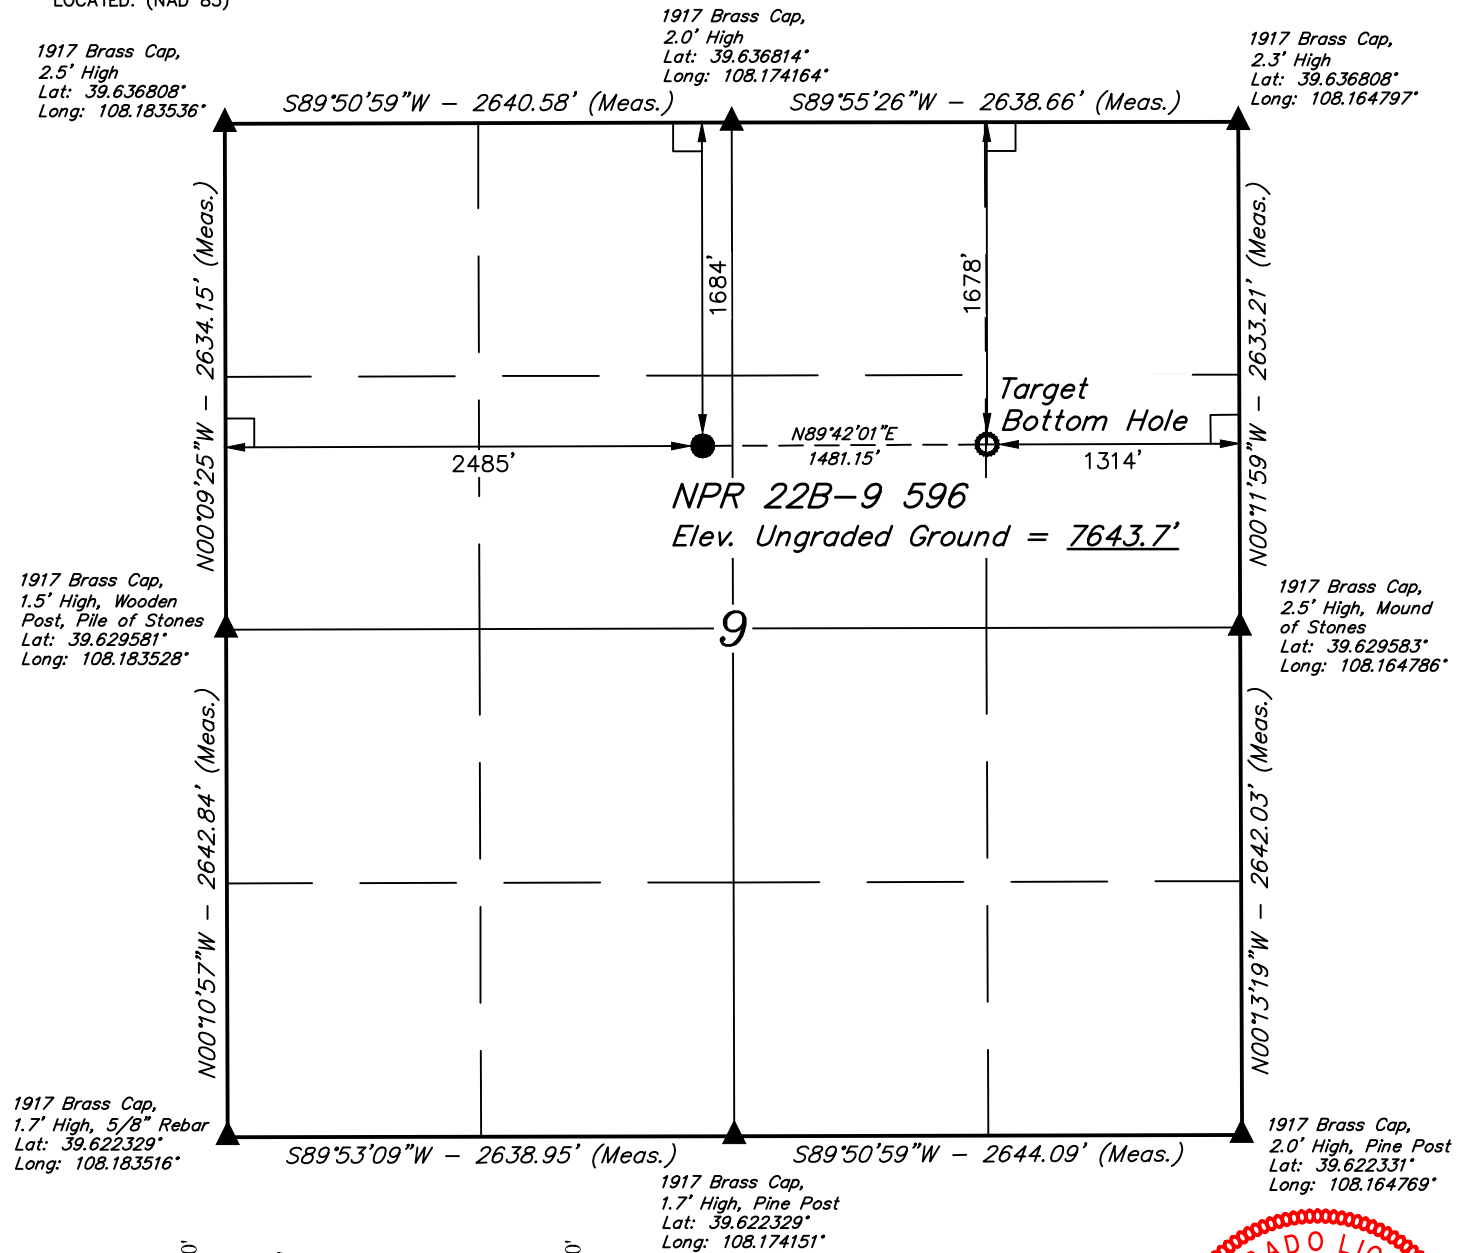 LOCATED: (NAD 83)
1917 Brass Cap,
2.5' High
Lat: 39.636808°
Long: 108.183536°
1917 Brass Cap,
2.0' High
Lat: 39.636814°
Long: 108.174164°
1917 Brass Cap,
2.3' High
Lat: 39.636808°
Long: 108.164797°
S89°50'59"W - 2640.58' (Meas.)
S89°55'26"W - 2638.66' (Meas.)
N00°09'25"W - 2634.15' (Meas.)
1684'
1678'
N00°11'59"W - 2633.21' (Meas.)
Target
Bottom Hole
N89°42'01"E
1481.15'
2485'
1314'
NPR 22B-9 596
Elev. Ungraded Ground = 7643.7'
1917 Brass Cap,
1.5' High, Wooden
Post, Pile of Stones
Lat: 39.629581°
Long: 108.183528°
9
1917 Brass Cap,
2.5' High, Mound
of Stones
Lat: 39.629583°
Long: 108.164786°
N00°10'57"W - 2642.84' (Meas.)
N00°13'19"W - 2642.03' (Meas.)
1917 Brass Cap,
1.7' High, 5/8" Rebar
Lat: 39.622329°
Long: 108.183516°
S89°53'09"W - 2638.95' (Meas.)
S89°50'59"W - 2644.09' (Meas.)
1917 Brass Cap,
1.7' High, Pine Post
Lat: 39.622329°
Long: 108.174151°
1917 Brass Cap,
2.0' High, Pine Post
Lat: 39.622331°
Long: 108.164769°